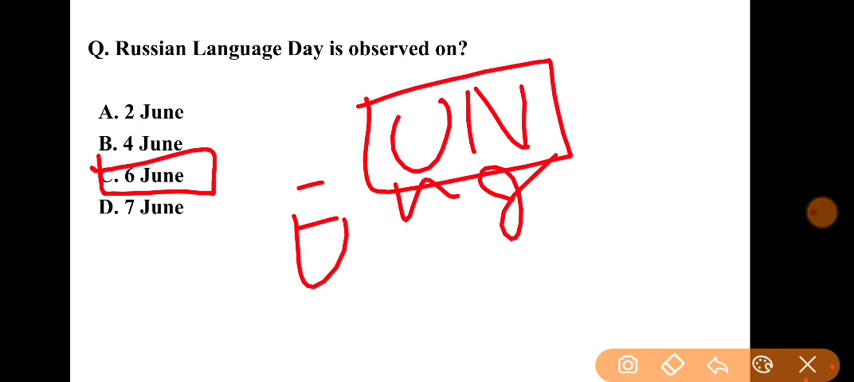 Q. Russian Language Day is observed on?
A. 2 June
B. 4 June
C. 6 June
D. 7 June
UN